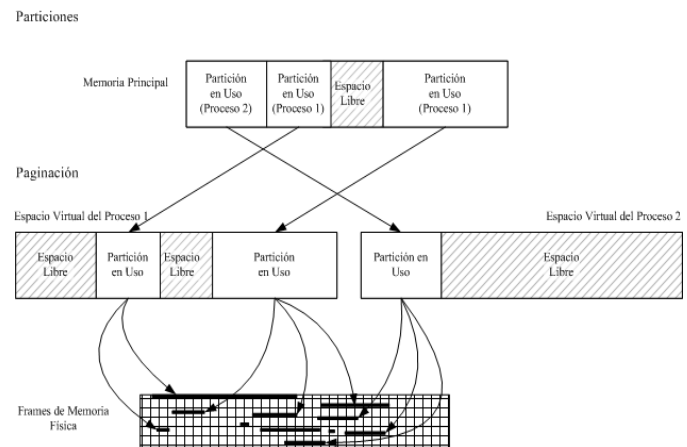 Particiones
Memoria Principal
Partición
en Uso
(Proceso 2)
Partición
en Uso
(Proceso 1)
Espacio
Libre
Partición
en Uso
(Proceso 1)
Paginación
Espacio Virtual del Proceso 1
Espacio Virtual del Proceso 2
Espacio
Libre
Partición
en Uso
Espacio
Libre
Partición
en Uso
Partición en
Uso
Espacio
Libre
Frames de Memoria
Física